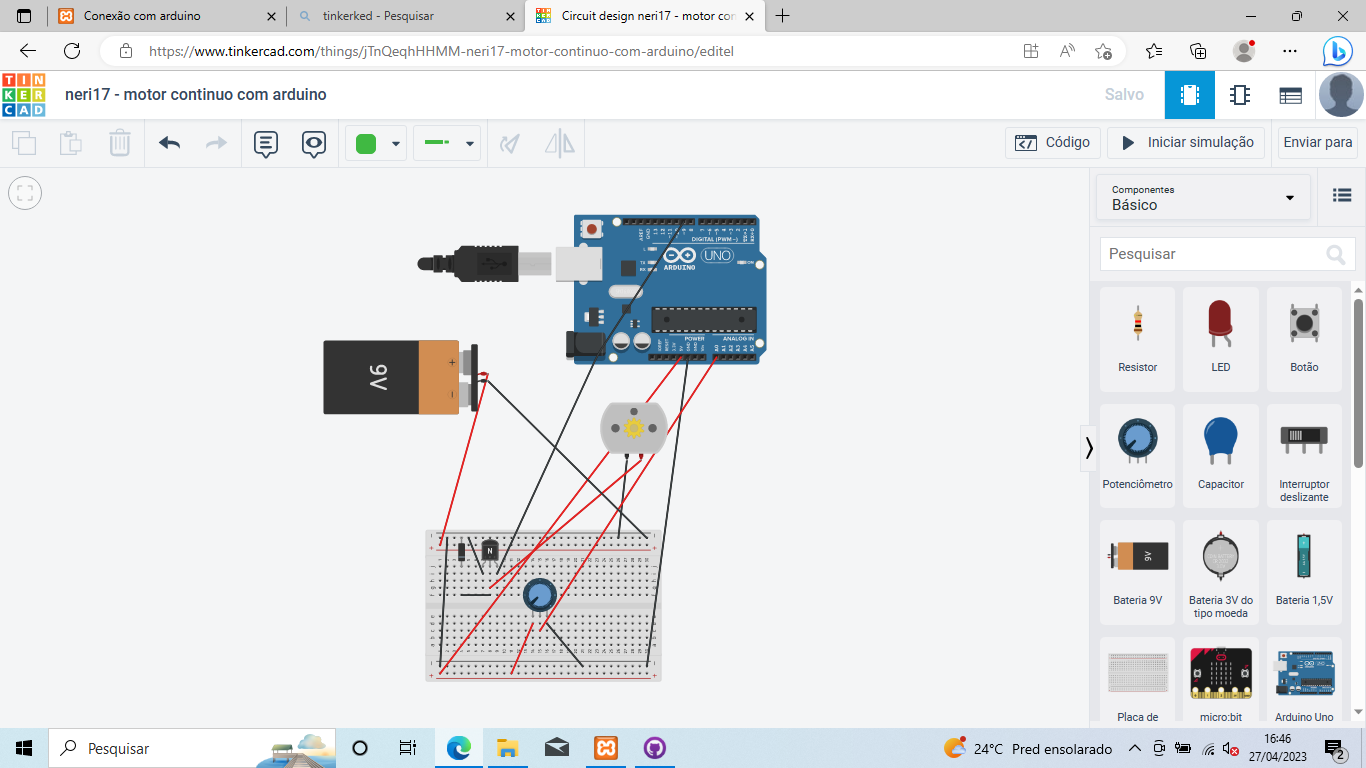 Conexão com arduino
tinkerked - Pesquisar
Circuit design neri17 - motor con
https://www.tinkercad.com/things/jTnQeqhHHMM-neri17-motor-continuo-com-arduino/editel
TIN
KER
CAD
neri17 - motor continuo com arduino
Salvo
Código
Iniciar simulação
Enviar para
Componentes
Básico
Pesquisar
DIGITAL (PWM~)
UNO
ARDUINO
POWER
ANALOG IN
9V
N
Resistor
LED
Botão
Potenciômetro
Capacitor
Interruptor
deslizante
9V
Bateria 9V
Bateria 3V do
tipo moeda
Bateria 1,5V
Placa de
micro:bit
Arduino Uno
Pesquisar
24°C Pred ensolarado
16:46
27/04/2023
2